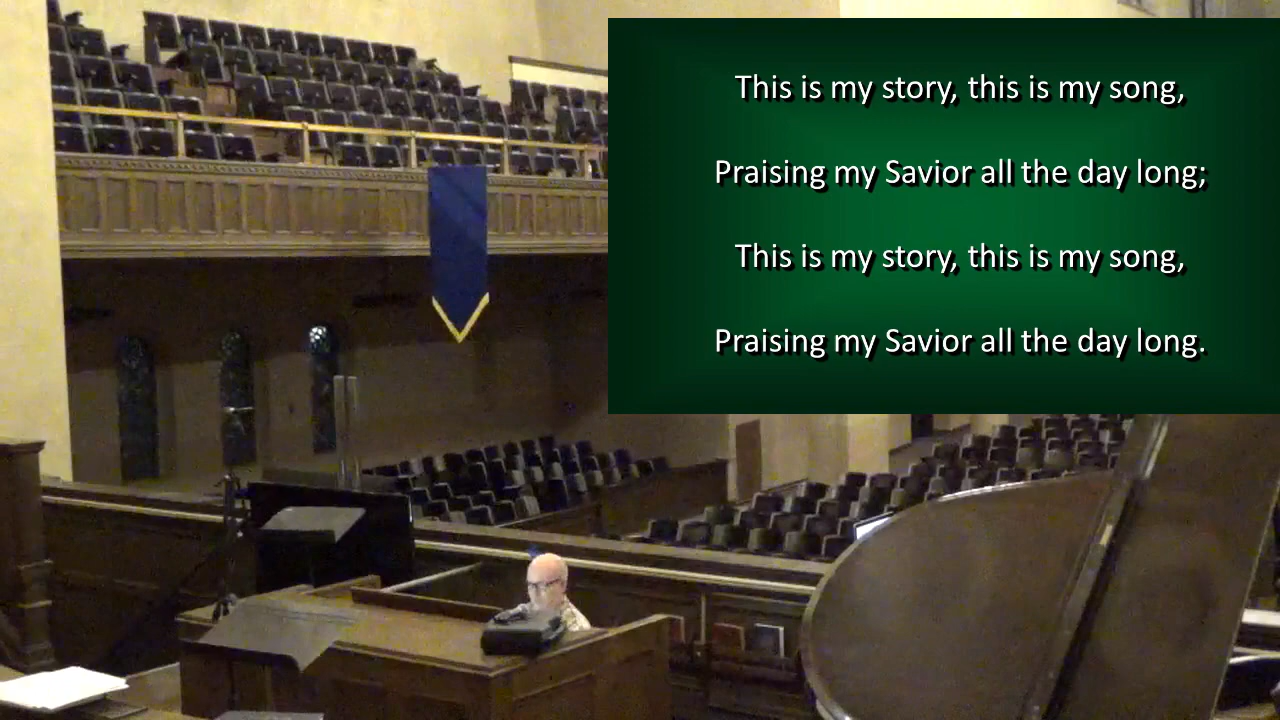 This is my story, this is my song,
Praising my Savior all the day long;
This is my story, this is my song,
Praising my Savior all the day long.